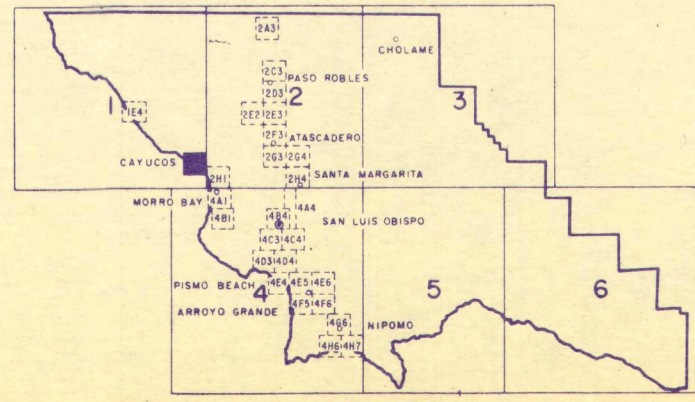 2A3
CHOLAME
2C3 PASO ROBLES
2D3 2 3
1 1E4 2E2 2E3
2F3 ATASCADERO
2G3 2G4
CAYUCOS
2H1 2H4 SANTA MARGARITA
MORRO BAY 4A1 4A4
4B1 4B4 SAN LUIS OBISPO
4C3 4C4
4D3 4D4
PISMO BEACH 4E4 4E5 4E6
4 5 6
ARROYO GRANDE 4F5 4F6
4G6 NIPOMO
4H6 4H7